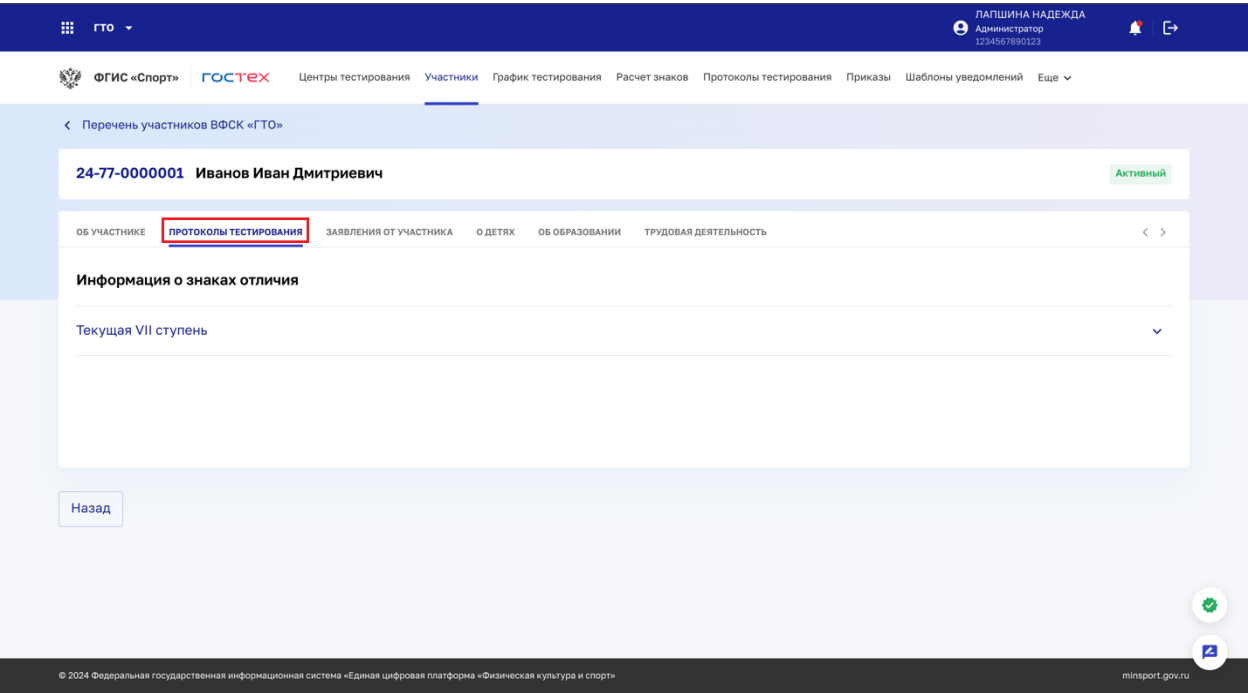 ГТО
ЛАПШИНА НАДЕЖДА
Администратор
1234567890123
ФГИС «Спорт» ГОСТЕХ Центры тестирования Участники График тестирования Расчет знаков Протоколы тестирования Приказы Шаблоны уведомлений Еще
Перечень участников ВФСК «ГТО»
24-77-0000001 Иванов Иван Дмитриевич Активный
ОБ УЧАСТНИКЕ ПРОТОКОЛЫ ТЕСТИРОВАНИЯ ЗАЯВЛЕНИЯ ОТ УЧАСТНИКА О ДЕТЯХ ОБ ОБРАЗОВАНИИ ТРУДОВАЯ ДЕЯТЕЛЬНОСТЬ
Информация о знаках отличия
Текущая VII ступень
Назад
© 2024 Федеральная государственная информационная система «Единая цифровая платформа «Физическая культура и спорт» minsport.gov.ru